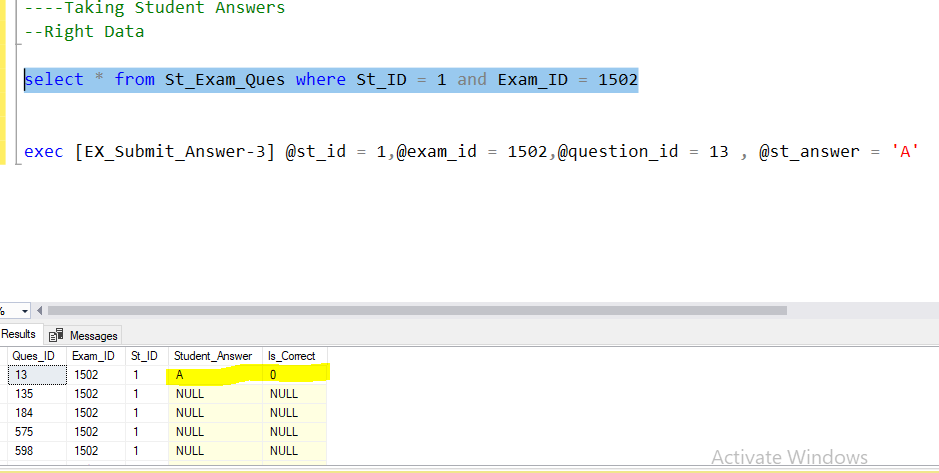 ----Taking Student Answers
--Right Data
select * from St_Exam_Ques where St_ID = 1 and Exam_ID = 1502
exec [EX_Submit_Answer-3] @st_id = 1,@exam_id = 1502,@question_id = 13 , @st_answer = 'A'
%
Results Messages
Ques_ID Exam_ID St_ID Student_Answer Is_Correct
13 1502 1 A 0
135 1502 1 NULL NULL
184 1502 1 NULL NULL
575 1502 1 NULL NULL
598 1502 1 NULL NULL
Activate Windows